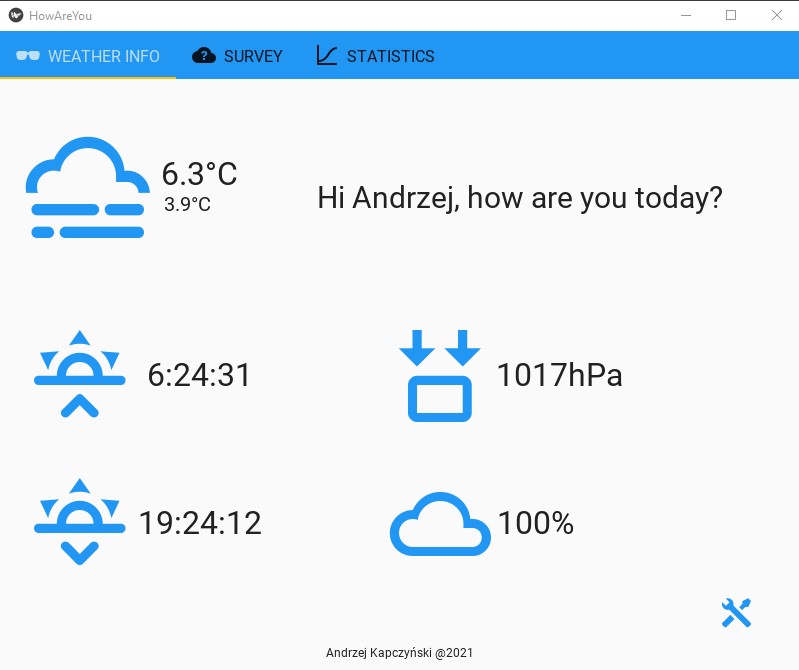 HowAreYou
WEATHER INFO
SURVEY
STATISTICS
6.3°C
3.9°C
Hi Andrzej, how are you today?
6:24:31
1017hPa
19:24:12
100%
Andrzej Kapczyński @2021